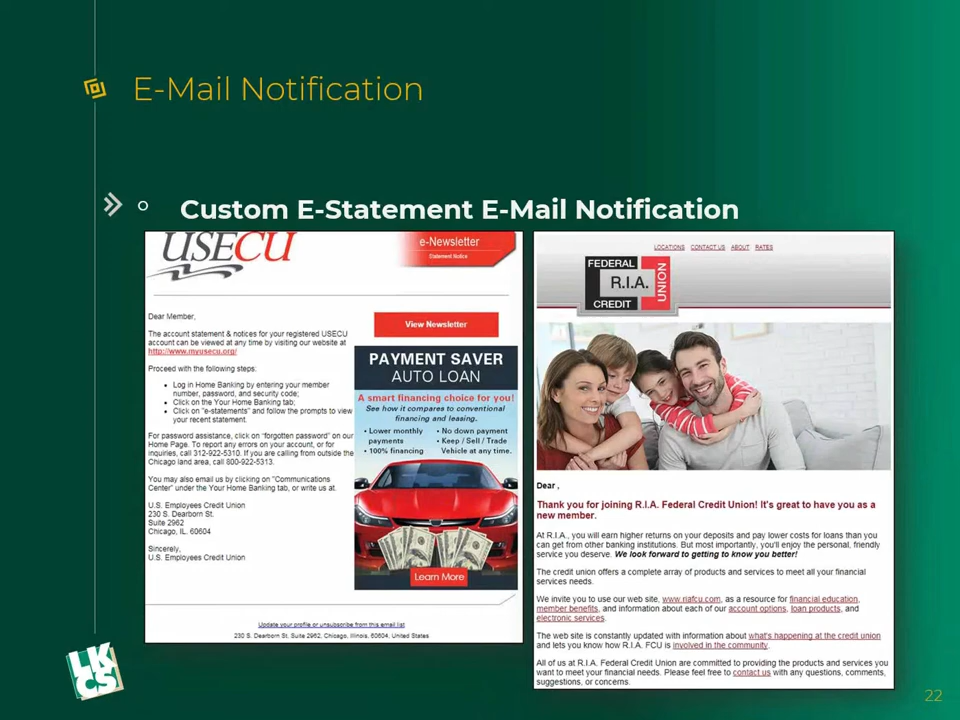 E-Mail Notification
Custom E-Statement E-Mail Notification
USECU
e-Newsletter
Statement Notice
Dear Member,
The account statement & notices for your registered USECU
account can be viewed at any time by visiting our website at
http://www.myusecu.org/
Proceed with the following steps:
• Log in Home Banking by entering your member
number, password, and security code;
• Click on the Your Home Banking tab;
• Click on "e-statements" and follow the prompts to view
your recent statement.
For password assistance, click on "forgotten password" on our
Home Page. To report any errors on your account, or for
inquiries, call 312-922-5310. If you are calling from outside the
Chicago land area, call 800-922-5313.
You may also email us by clicking on "Communications
Center" under the Your Home Banking tab, or write us at.
U.S. Employees Credit Union
230 S. Dearborn St.
Suite 2962
Chicago, IL. 60604
Sincerely,
U.S. Employees Credit Union
View Newsletter
PAYMENT SAVER
AUTO LOAN
A smart financing choice for you!
See how it compares to conventional
financing and leasing.
• Lower monthly
payments
• 100% financing
• No down payment
• Keep / Sell / Trade
Vehicle at any time.
Learn More
Update your profile or unsubscribe from this email list
230 S. Dearborn St, Suite 2962, Chicago, Illinois, 60604, United States
LOCATIONS CONTACT US ABOUT RATES
FEDERAL
R.I.A.
CREDIT
UNION
Dear ,
Thank you for joining R.I.A. Federal Credit Union! It's great to have you as a
new member.
At R.I.A., you will earn higher returns on your deposits and pay lower costs for loans than you
can get from other banking institutions. But most importantly, you'll enjoy the personal, friendly
service you deserve. We look forward to getting to know you better!
The credit union offers a complete array of products and services to meet all your financial
services needs.
We invite you to use our web site, www.riafcu.com, as a resource for financial education,
member benefits, and information about each of our account options, loan products, and
electronic services.
The web site is constantly updated with information about what's happening at the credit union
and lets you know how R.I.A. FCU is involved in the community.
All of us at R.I.A. Federal Credit Union are committed to providing the products and services you
want to meet your financial needs. Please feel free to contact us with any questions, comments,
suggestions, or concerns.
LK
CS
22